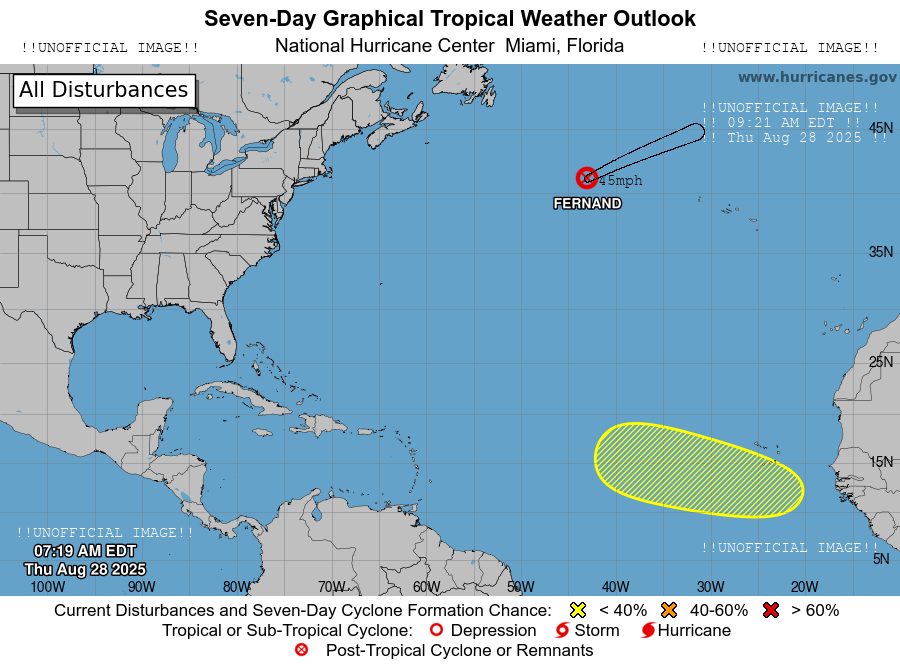 Seven-Day Graphical Tropical Weather Outlook
!!UNOFFICIAL IMAGE!! National Hurricane Center Miami, Florida !!UNOFFICIAL IMAGE!!
All Disturbances
www.hurricanes.gov
!!UNOFFICIAL IMAGE!!
!! 09:21 AM EDT !!
!! Thu Aug 28 2025 !!
45N
45mph
FERNAND
35N
25N
15N
!!UNOFFICIAL IMAGE!!
!!UNOFFICIAL IMAGE!!
07:19 AM EDT
Thu Aug 28 2025
5N
100W 90W 80W 70W 60W 50W 40W 30W 20W
Current Disturbances and Seven-Day Cyclone Formation Chance: < 40% 40-60% > 60%
Tropical or Sub-Tropical Cyclone: Depression Storm Hurricane
Post-Tropical Cyclone or Remnants